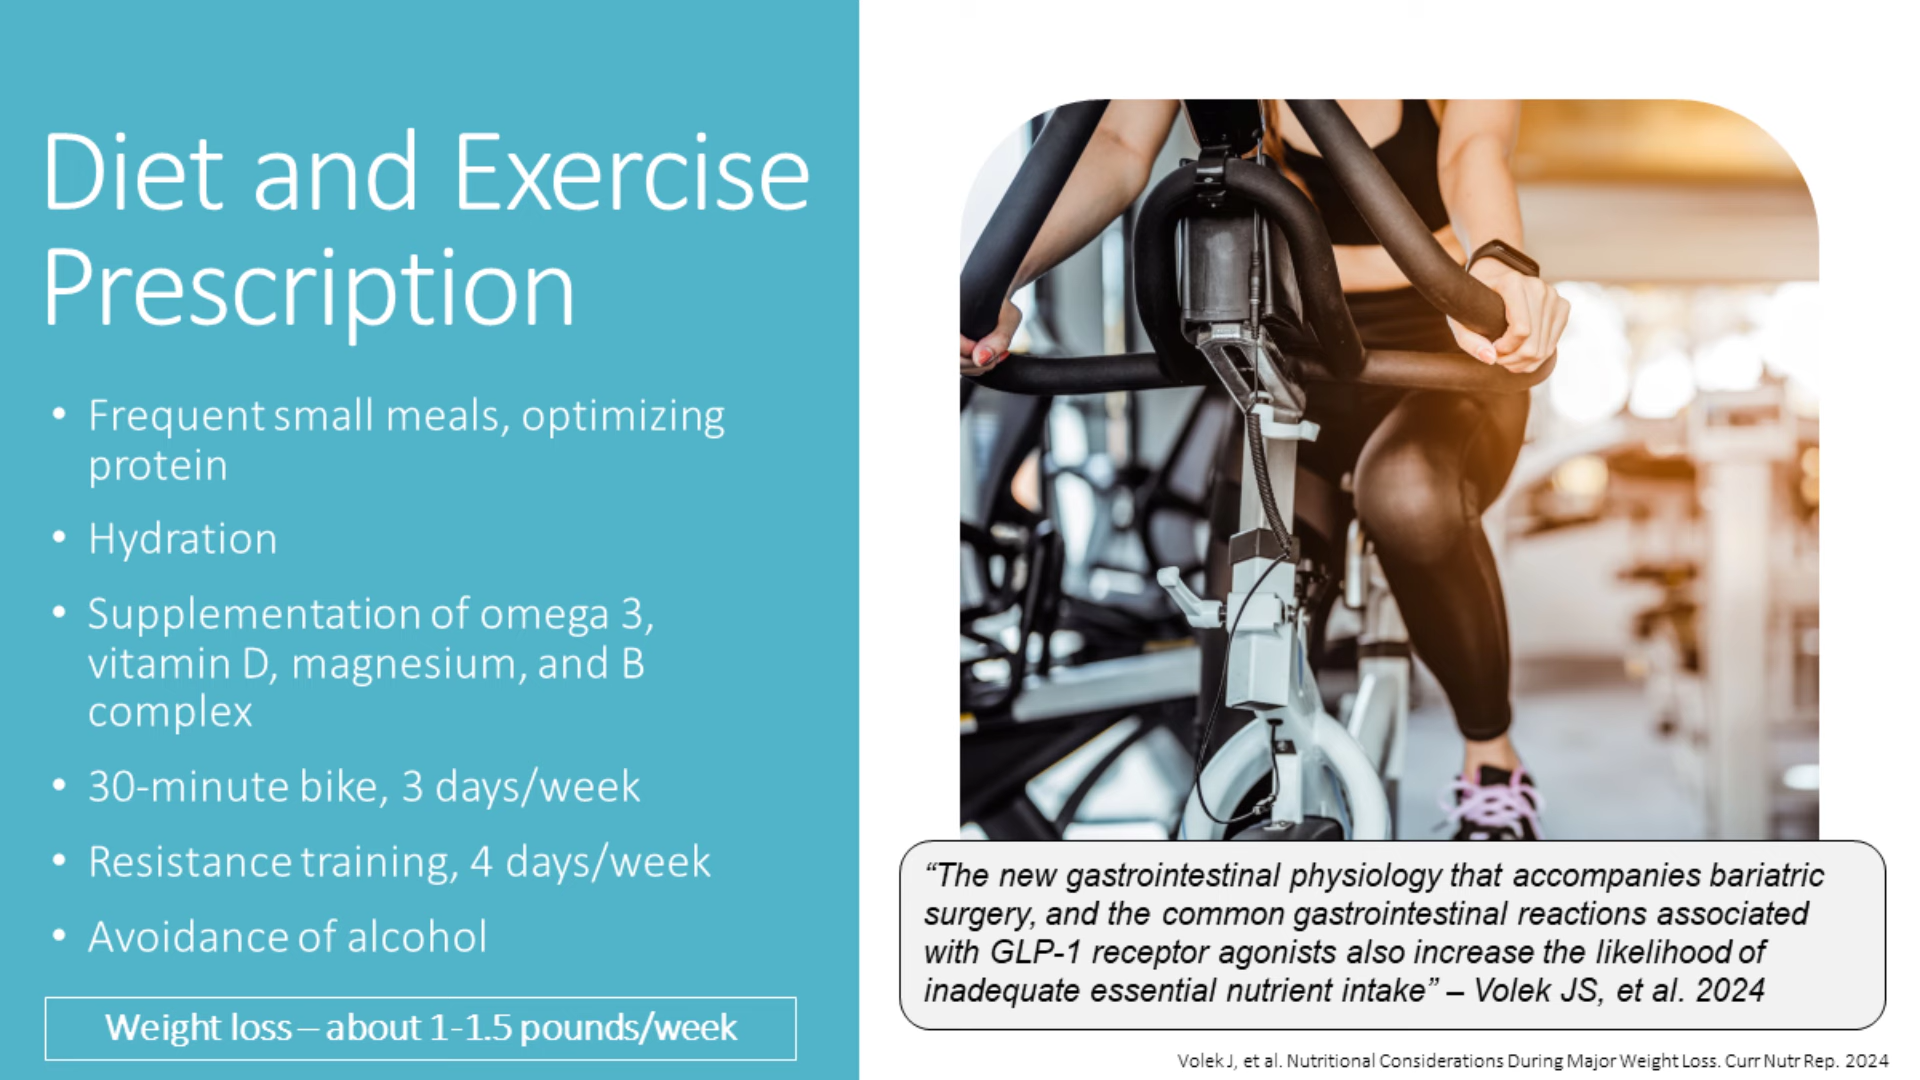 Diet and Exercise
Prescription
• Frequent small meals, optimizing
protein
• Hydration
• Supplementation of omega 3,
vitamin D, magnesium, and B
complex
• 30-minute bike, 3 days/week
• Resistance training, 4 days/week
• Avoidance of alcohol
Weight loss – about 1-1.5 pounds/week
“The new gastrointestinal physiology that accompanies bariatric
surgery, and the common gastrointestinal reactions associated
with GLP-1 receptor agonists also increase the likelihood of
inadequate essential nutrient intake” – Volek JS, et al. 2024
Volek J, et al. Nutritional Considerations During Major Weight Loss. Curr Nutr Rep. 2024